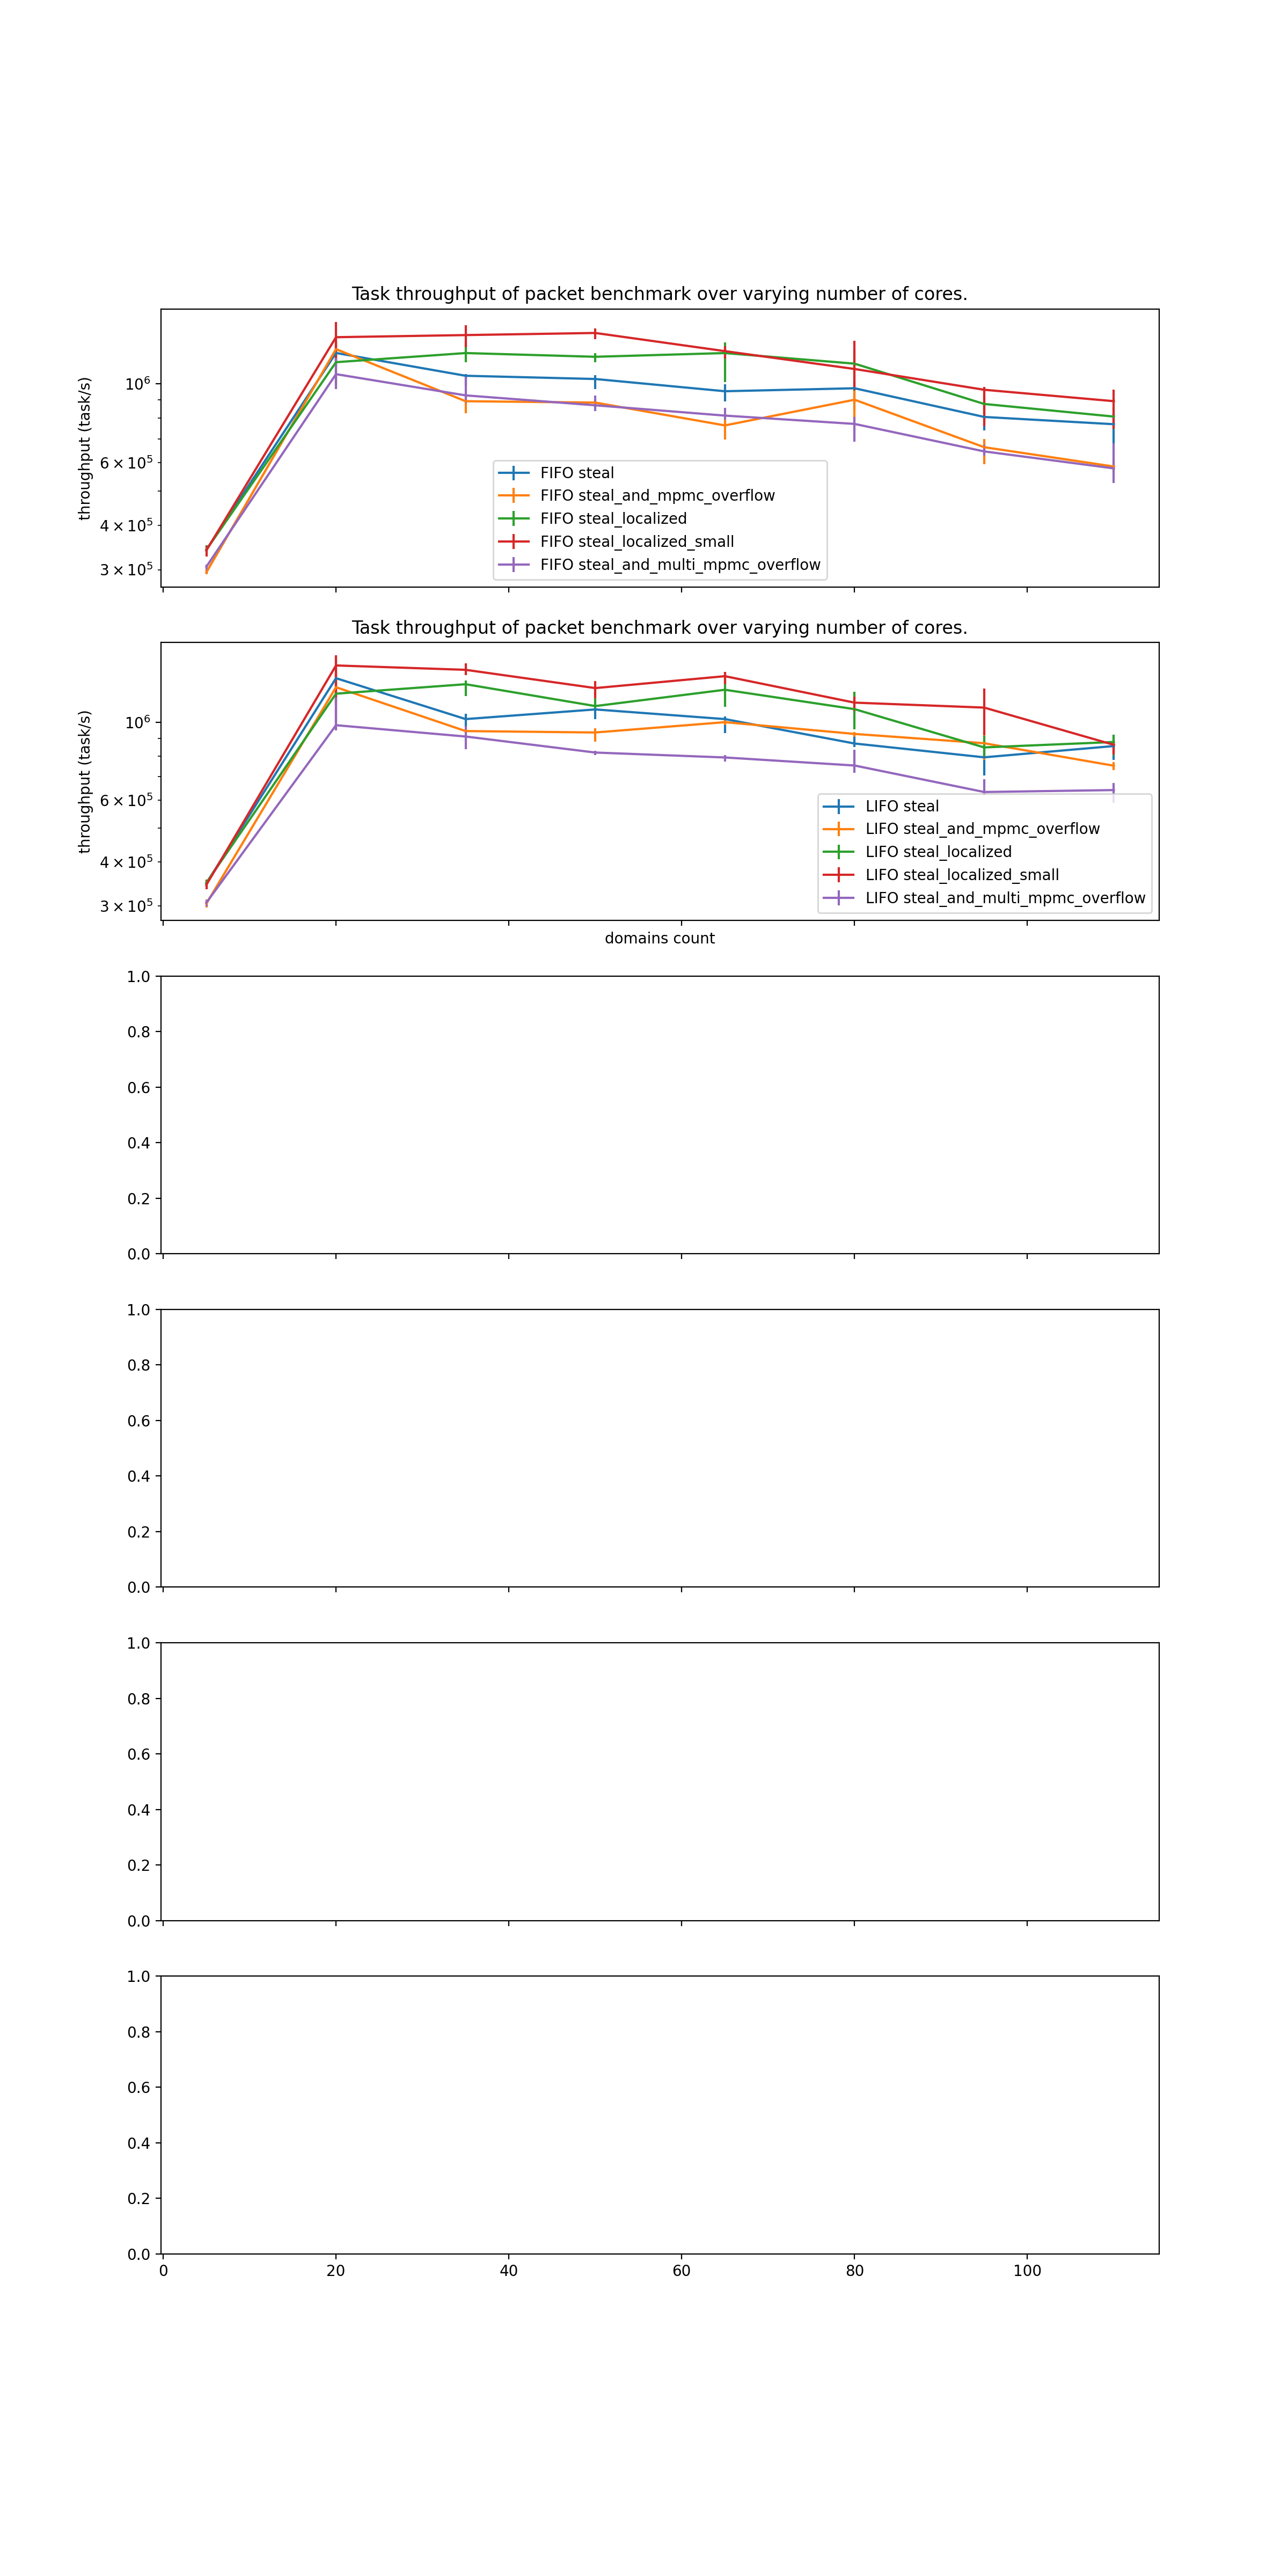 Task throughput of packet benchmark over varying number of cores.
throughput (task/s)
10⁶
6 × 10⁵
4 × 10⁵
3 × 10⁵
FIFO steal
FIFO steal_and_mpmc_overflow
FIFO steal_localized
FIFO steal_localized_small
FIFO steal_and_multi_mpmc_overflow
Task throughput of packet benchmark over varying number of cores.
throughput (task/s)
10⁶
6 × 10⁵
4 × 10⁵
3 × 10⁵
LIFO steal
LIFO steal_and_mpmc_overflow
LIFO steal_localized
LIFO steal_localized_small
LIFO steal_and_multi_mpmc_overflow
domains count
1.0
0.8
0.6
0.4
0.2
0.0
1.0
0.8
0.6
0.4
0.2
0.0
1.0
0.8
0.6
0.4
0.2
0.0
1.0
0.8
0.6
0.4
0.2
0.0
0 20 40 60 80 100